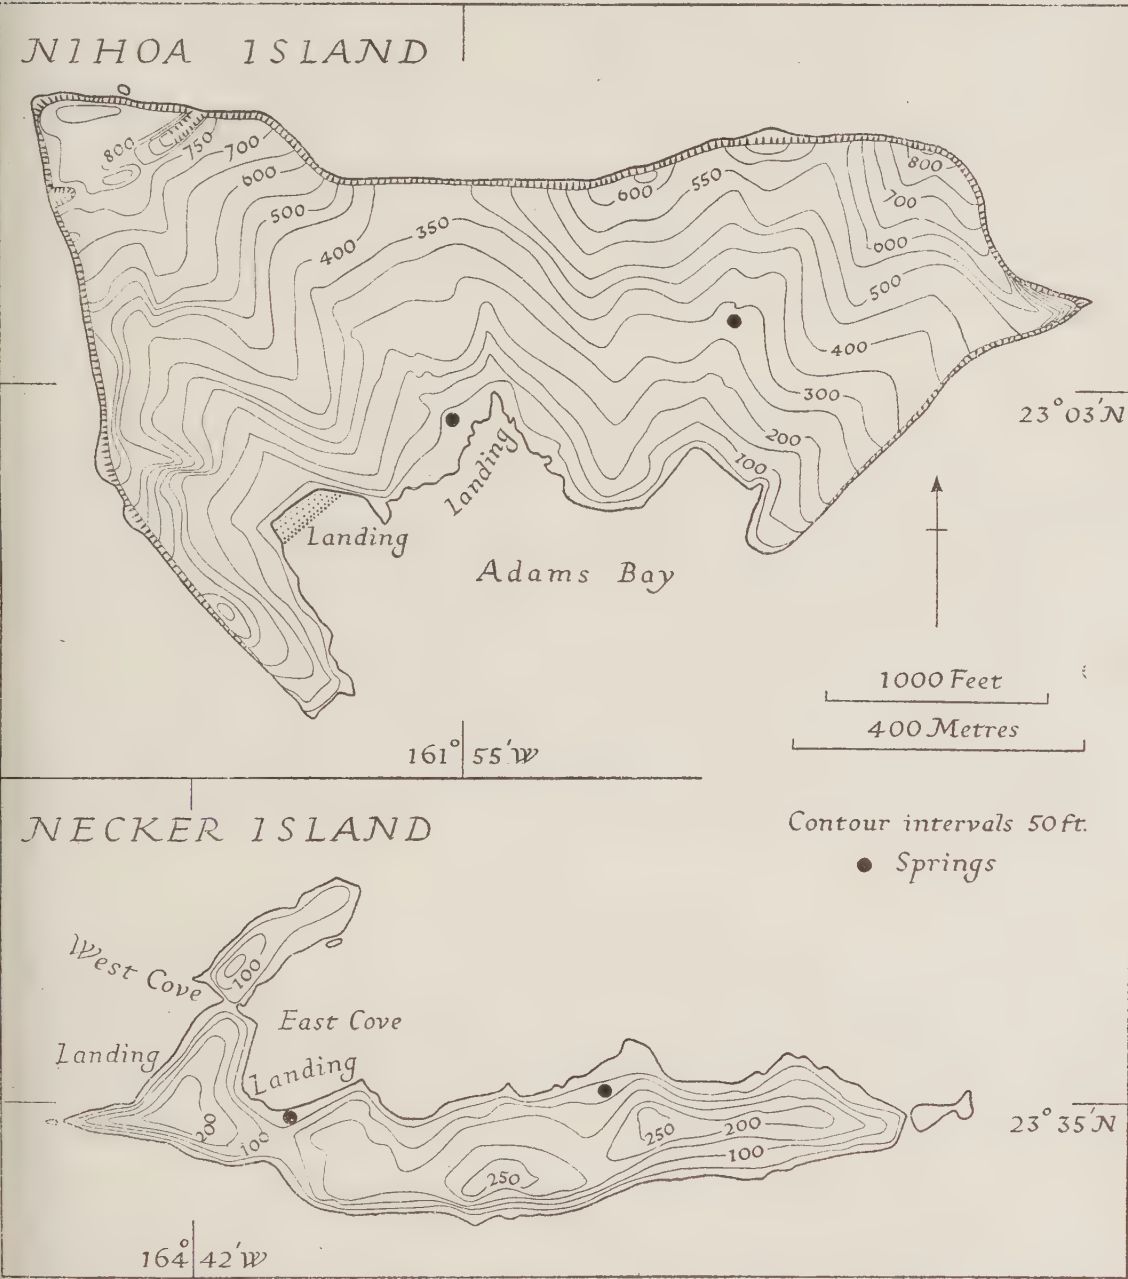 NIHOA ISLAND
800
750
700
600
500
400
350
600
550
800
700
600
500
400
300
200
100
23° 03'N
Landing
Landing
Adams Bay
1000 Feet
400 Metres
161° 55'W
NECKER ISLAND
Contour intervals 50 ft.
Springs
West Cove
100
East Cove
Landing
Landing
200
100
250
250
200
100
23° 35'N
164° 42'W